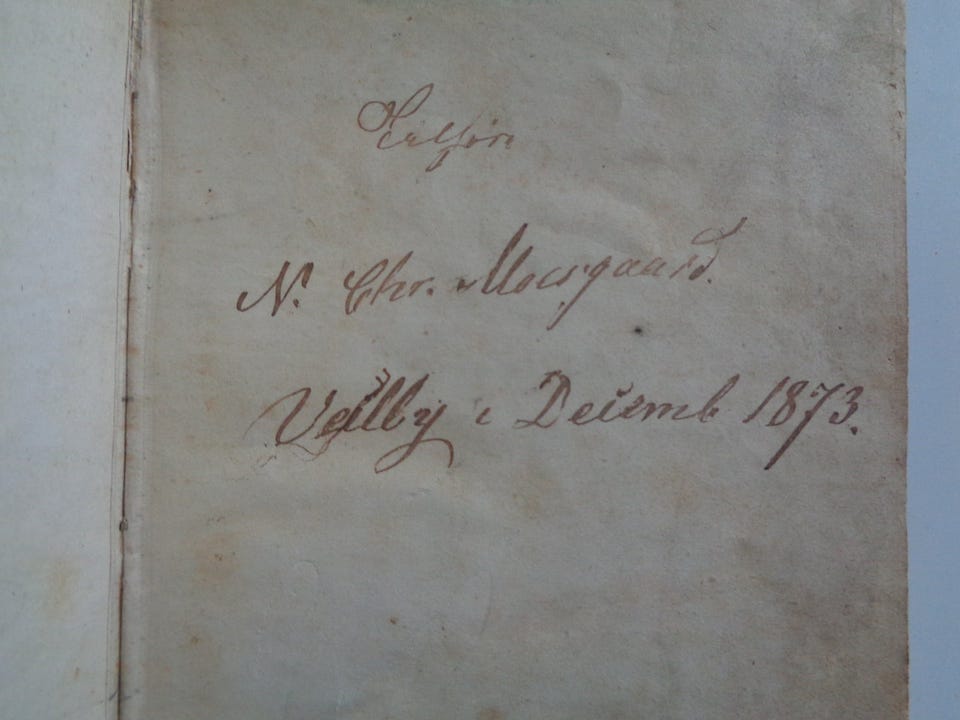 N. Chr. Moesgaard.
Veilby i Decemb 1873.